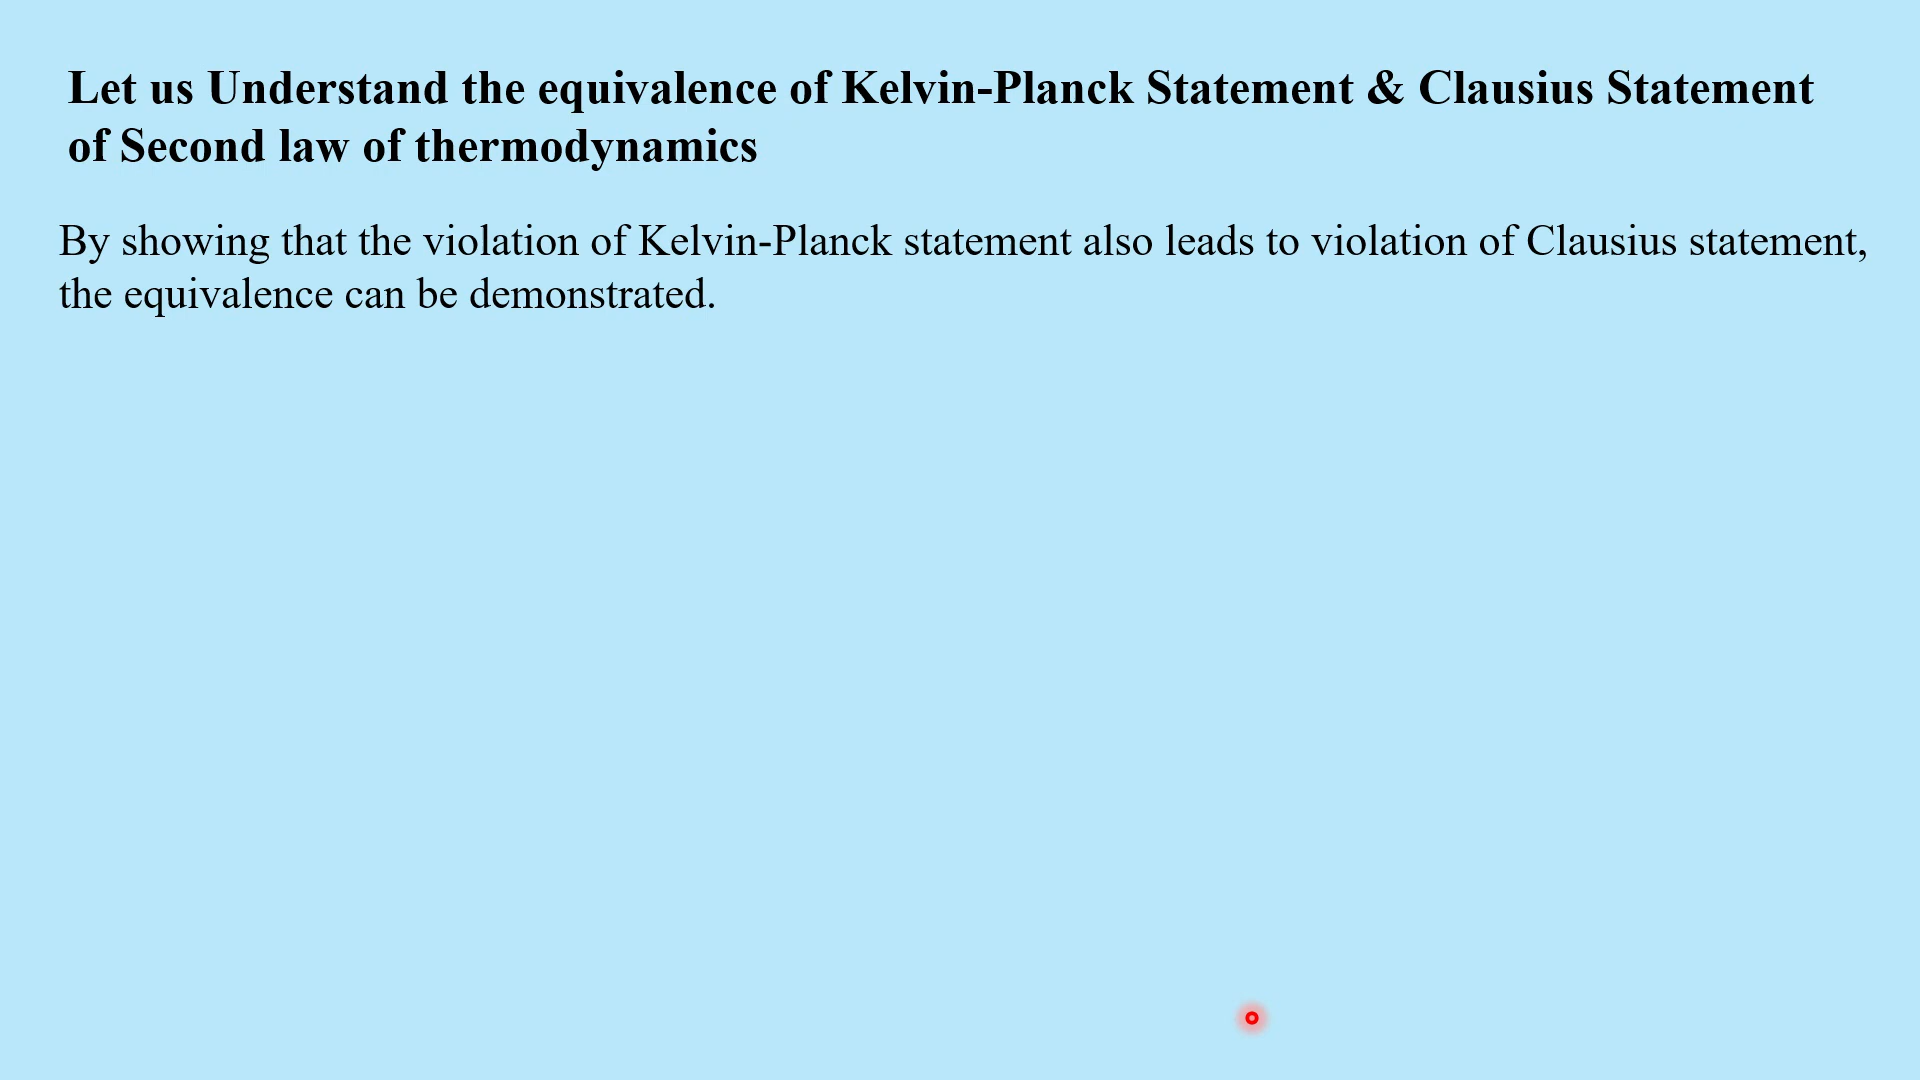 Let us Understand the equivalence of Kelvin-Planck Statement & Clausius Statement
of Second law of thermodynamics
By showing that the violation of Kelvin-Planck statement also leads to violation of Clausius statement,
the equivalence can be demonstrated.